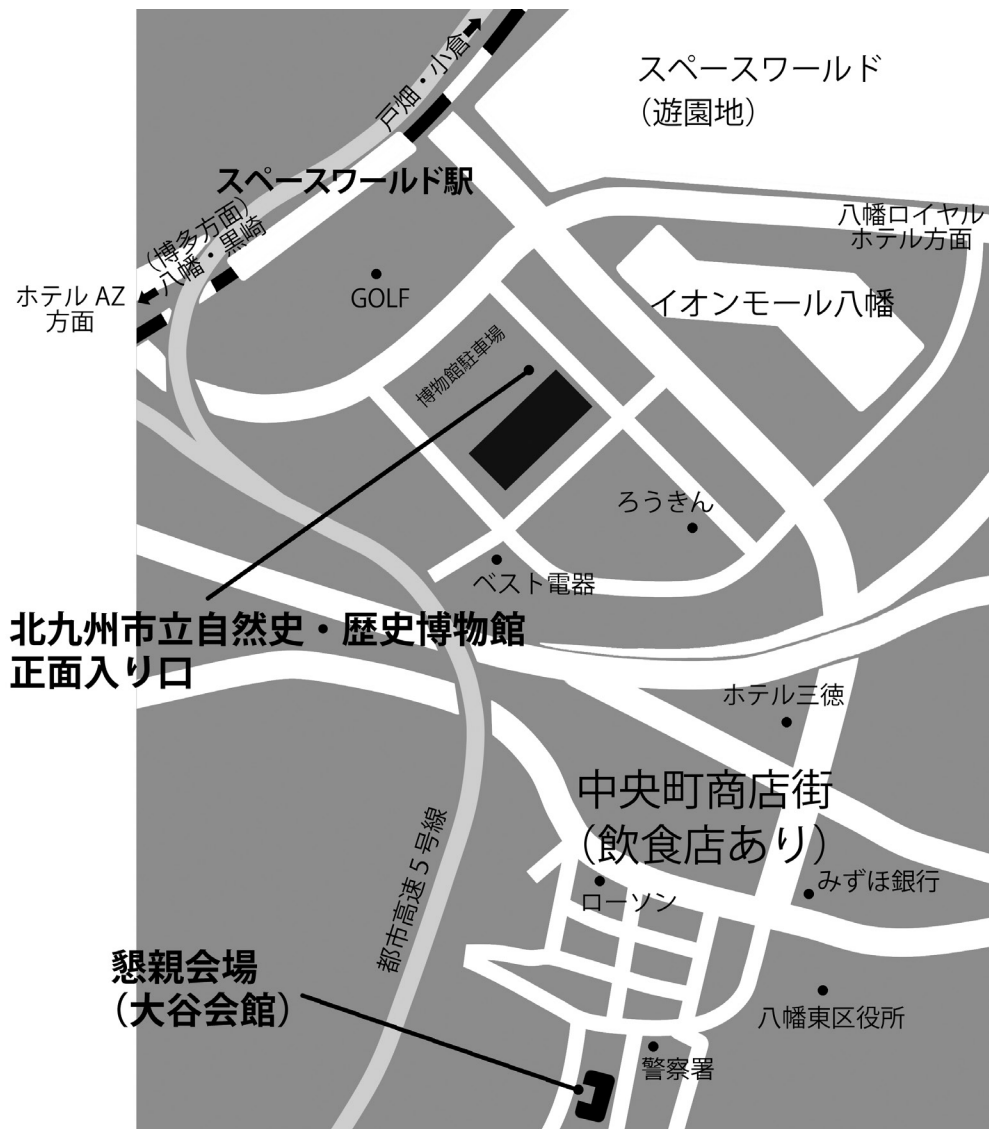 戸畑・小倉
スペースワールド
（遊園地）
スペースワールド駅
（博多方面）
八幡・黒崎
八幡ロイヤル
ホテル方面
ホテル AZ
方面
GOLF
イオンモール八幡
博物館駐車場
ろうきん
ベスト電器
北九州市立自然史・歴史博物館
正面入り口
ホテル三徳
中央町商店街
（飲食店あり）
都市高速５号線
ローソン
みずほ銀行
懇親会場
（大谷会館）
八幡東区役所
警察署